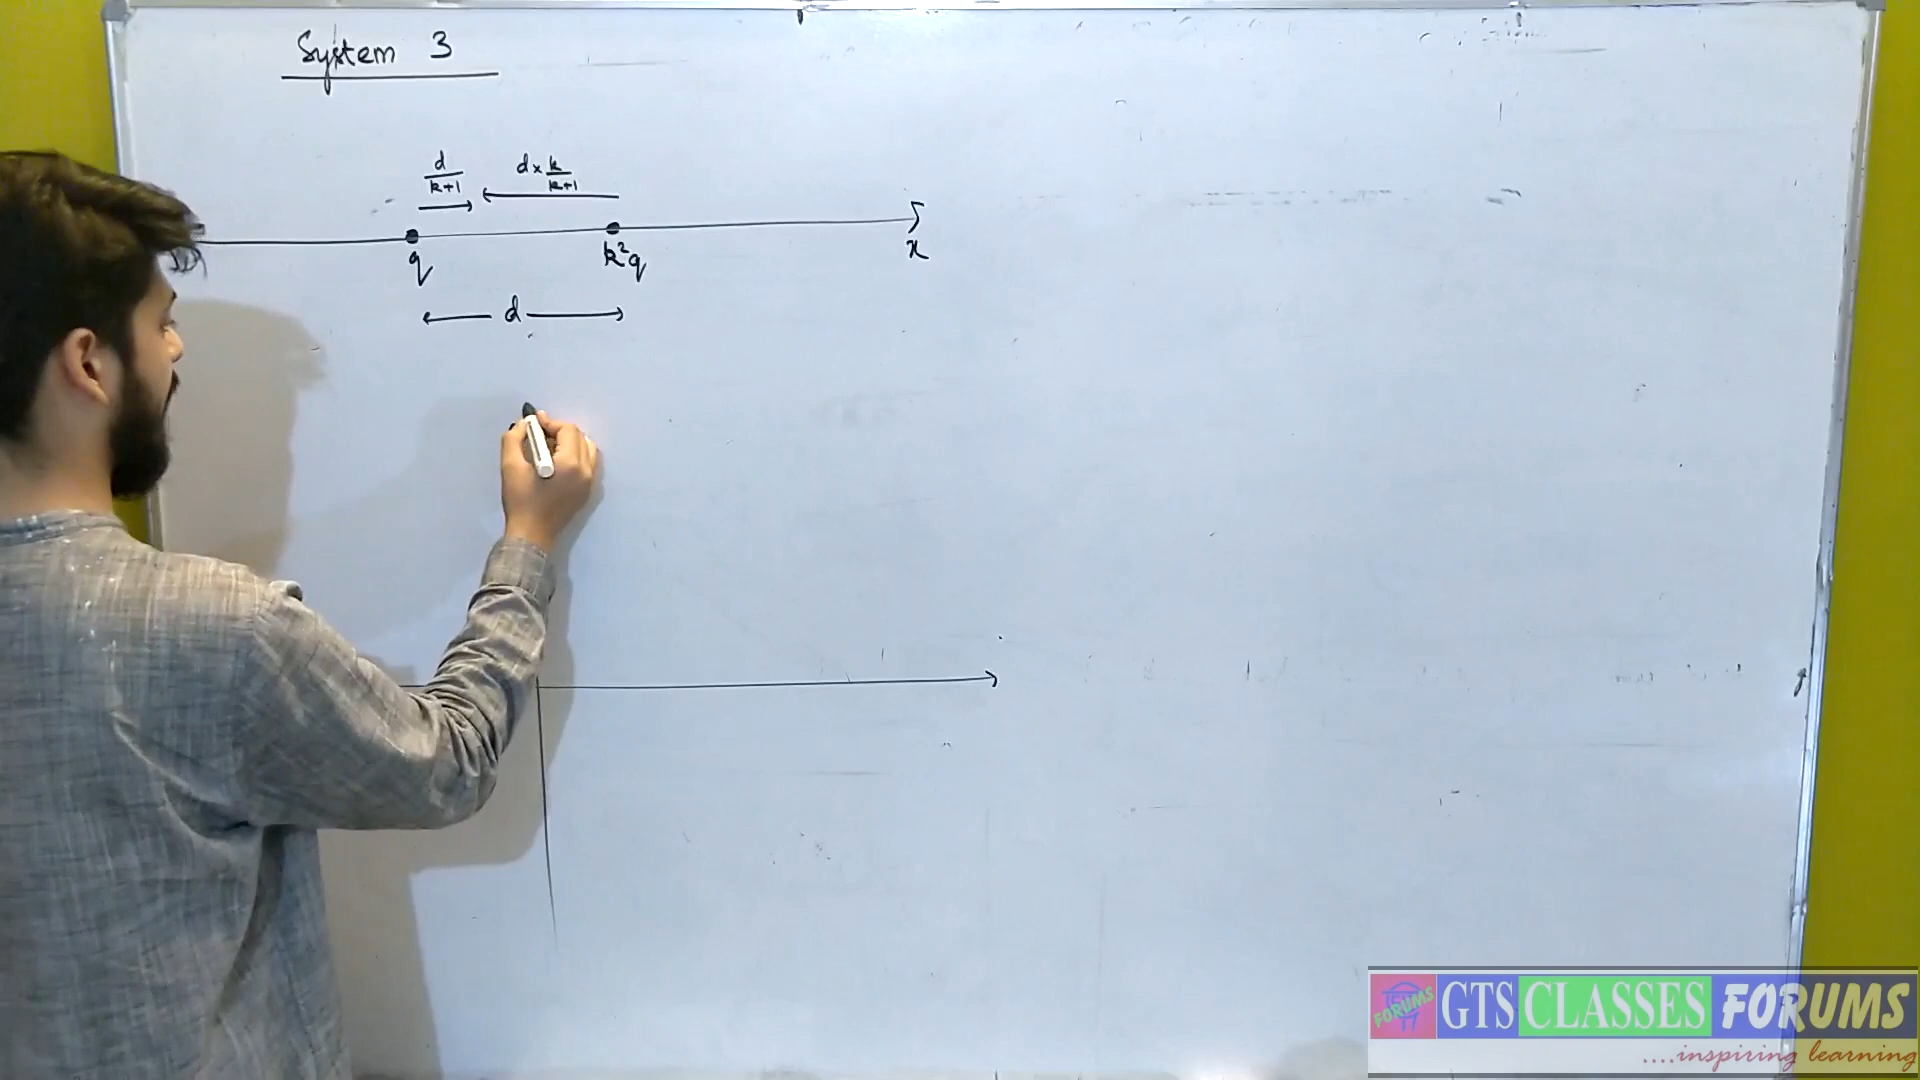 System 3
d/k+1 d×k/k+1
q k²q x
d
FORUMS GTS CLASSES FORUMS
....inspiring learning